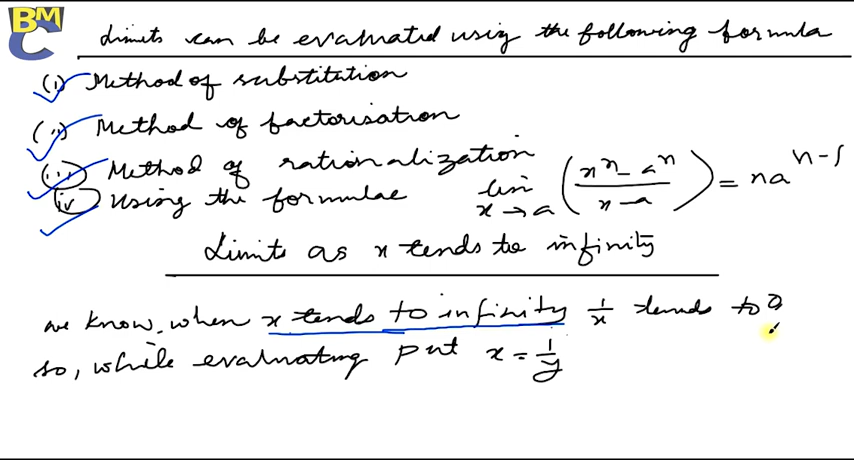 BMC
Limits can be evaluated using the following formula
(i) Method of substitution
(ii) Method of factorisation
(iii) Method of rationalization
(iv) Using the formulae lim x→a (xⁿ - aⁿ / x - a) = naⁿ⁻¹
Limits as x tends to infinity
we know, when x tends to infinity 1/x tends to 0
so, while evaluating put x = 1/y